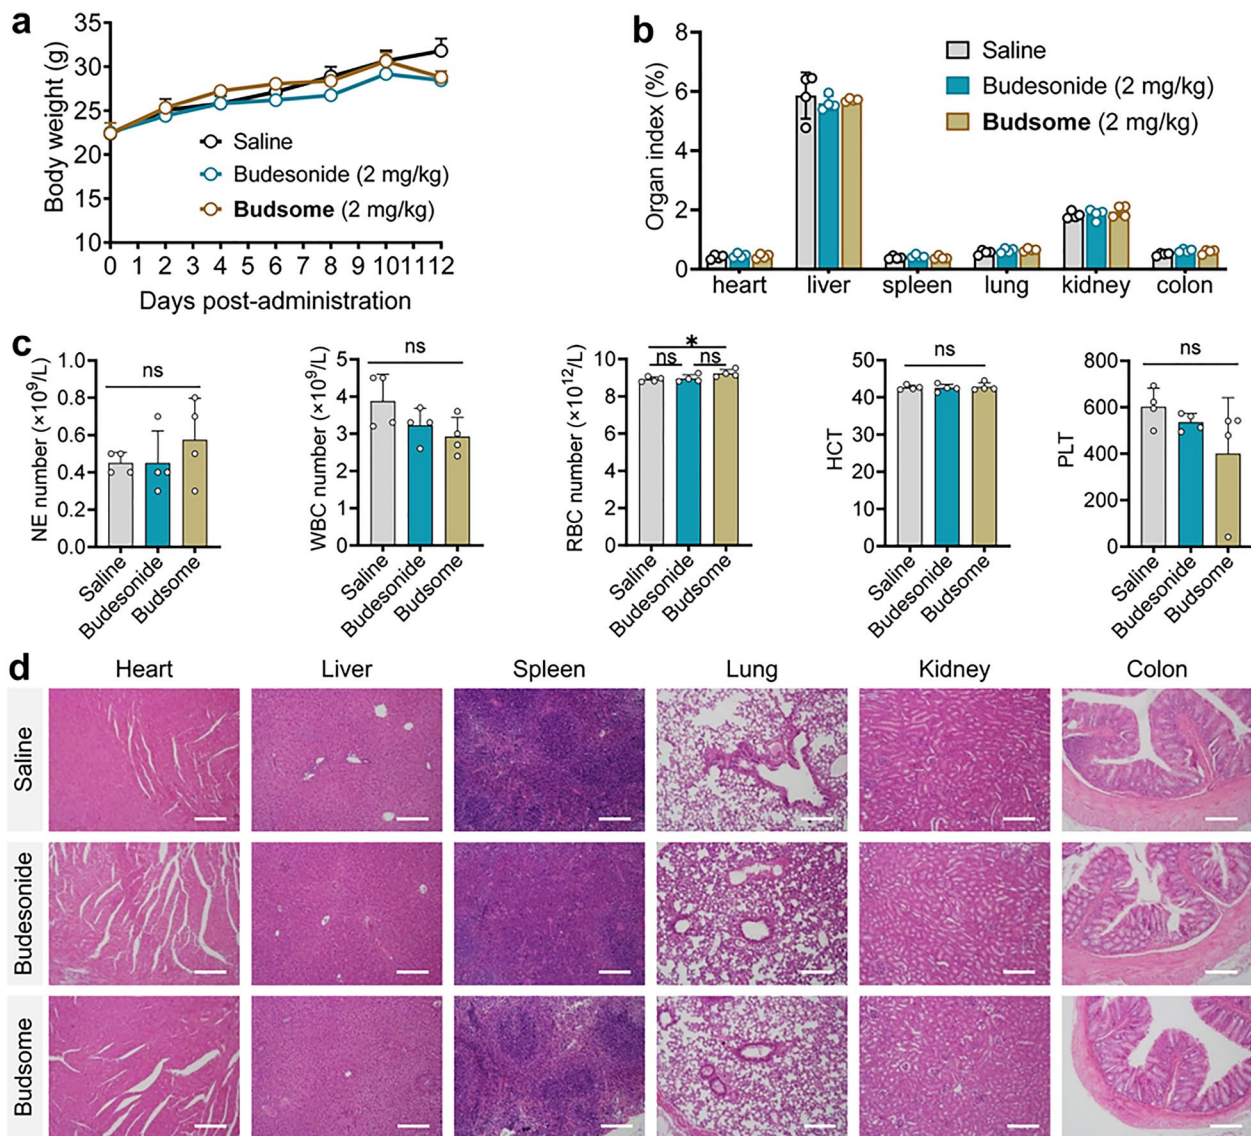 a
Body weight (g)
35
30
25
20
15
10
0 1 2 3 4 5 6 7 8 9 10 11 12
Days post-administration
Saline
Budesonide (2 mg/kg)
Budsome (2 mg/kg)
b
Organ index (%)
8
6
4
2
0
heart liver spleen lung kidney colon
Saline
Budesonide (2 mg/kg)
Budsome (2 mg/kg)
c
NE number (×10⁹/L)
1.0
0.8
0.6
0.4
0.2
0.0
ns
Saline
Budesonide
Budsome
WBC number (×10⁹/L)
5
4
3
2
1
0
ns
Saline
Budesonide
Budsome
RBC number (×10¹²/L)
10
8
6
4
2
0
*
ns ns
Saline
Budesonide
Budsome
HCT
50
40
30
20
10
0
ns
Saline
Budesonide
Budsome
PLT
800
600
400
200
0
ns
Saline
Budesonide
Budsome
d
Heart Liver Spleen Lung Kidney Colon
Saline
Budesonide
Budsome